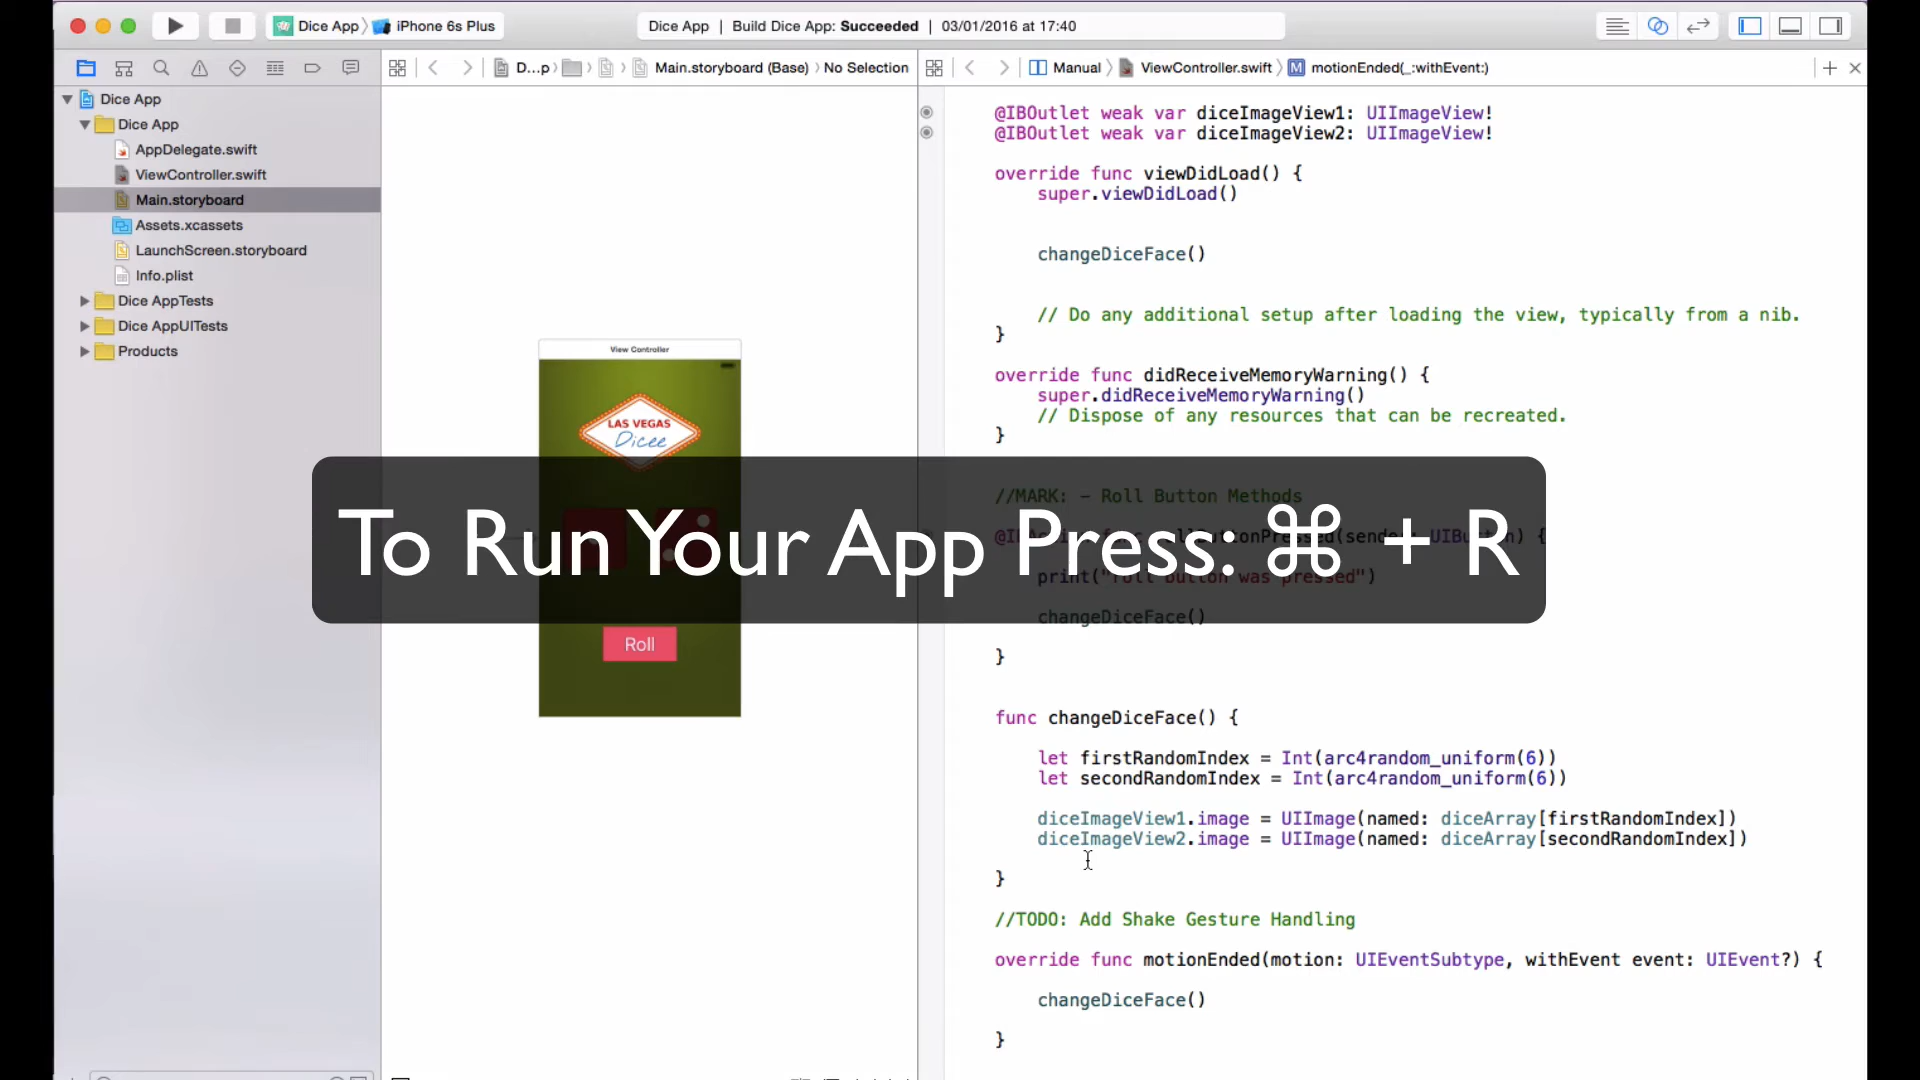 Dice App
iPhone 6s Plus
Dice App | Build Dice App: Succeeded | 03/01/2016 at 17:40
D...p
Main.storyboard (Base)
No Selection
Manual
ViewController.swift
M
motionEnded(_:withEvent:)
Dice App
Dice App
AppDelegate.swift
ViewController.swift
Main.storyboard
Assets.xcassets
LaunchScreen.storyboard
Info.plist
Dice AppTests
Dice AppUITests
Products
View Controller
LAS VEGAS
Dicee
Roll
@IBOutlet weak var diceImageView1: UIImageView!
@IBOutlet weak var diceImageView2: UIImageView!
override func viewDidLoad() {
super.viewDidLoad()
changeDiceFace()
// Do any additional setup after loading the view, typically from a nib.
}
override func didReceiveMemoryWarning() {
super.didReceiveMemoryWarning()
// Dispose of any resources that can be recreated.
}
//MARK: - Roll Button Methods
To Run Your App Press: ⌘ + R
print("roll button was pressed")
changeDiceFace()
}
func changeDiceFace() {
let firstRandomIndex = Int(arc4random_uniform(6))
let secondRandomIndex = Int(arc4random_uniform(6))
diceImageView1.image = UIImage(named: diceArray[firstRandomIndex])
diceImageView2.image = UIImage(named: diceArray[secondRandomIndex])
}
//TODO: Add Shake Gesture Handling
override func motionEnded(motion: UIEventSubtype, withEvent event: UIEvent?) {
changeDiceFace()
}